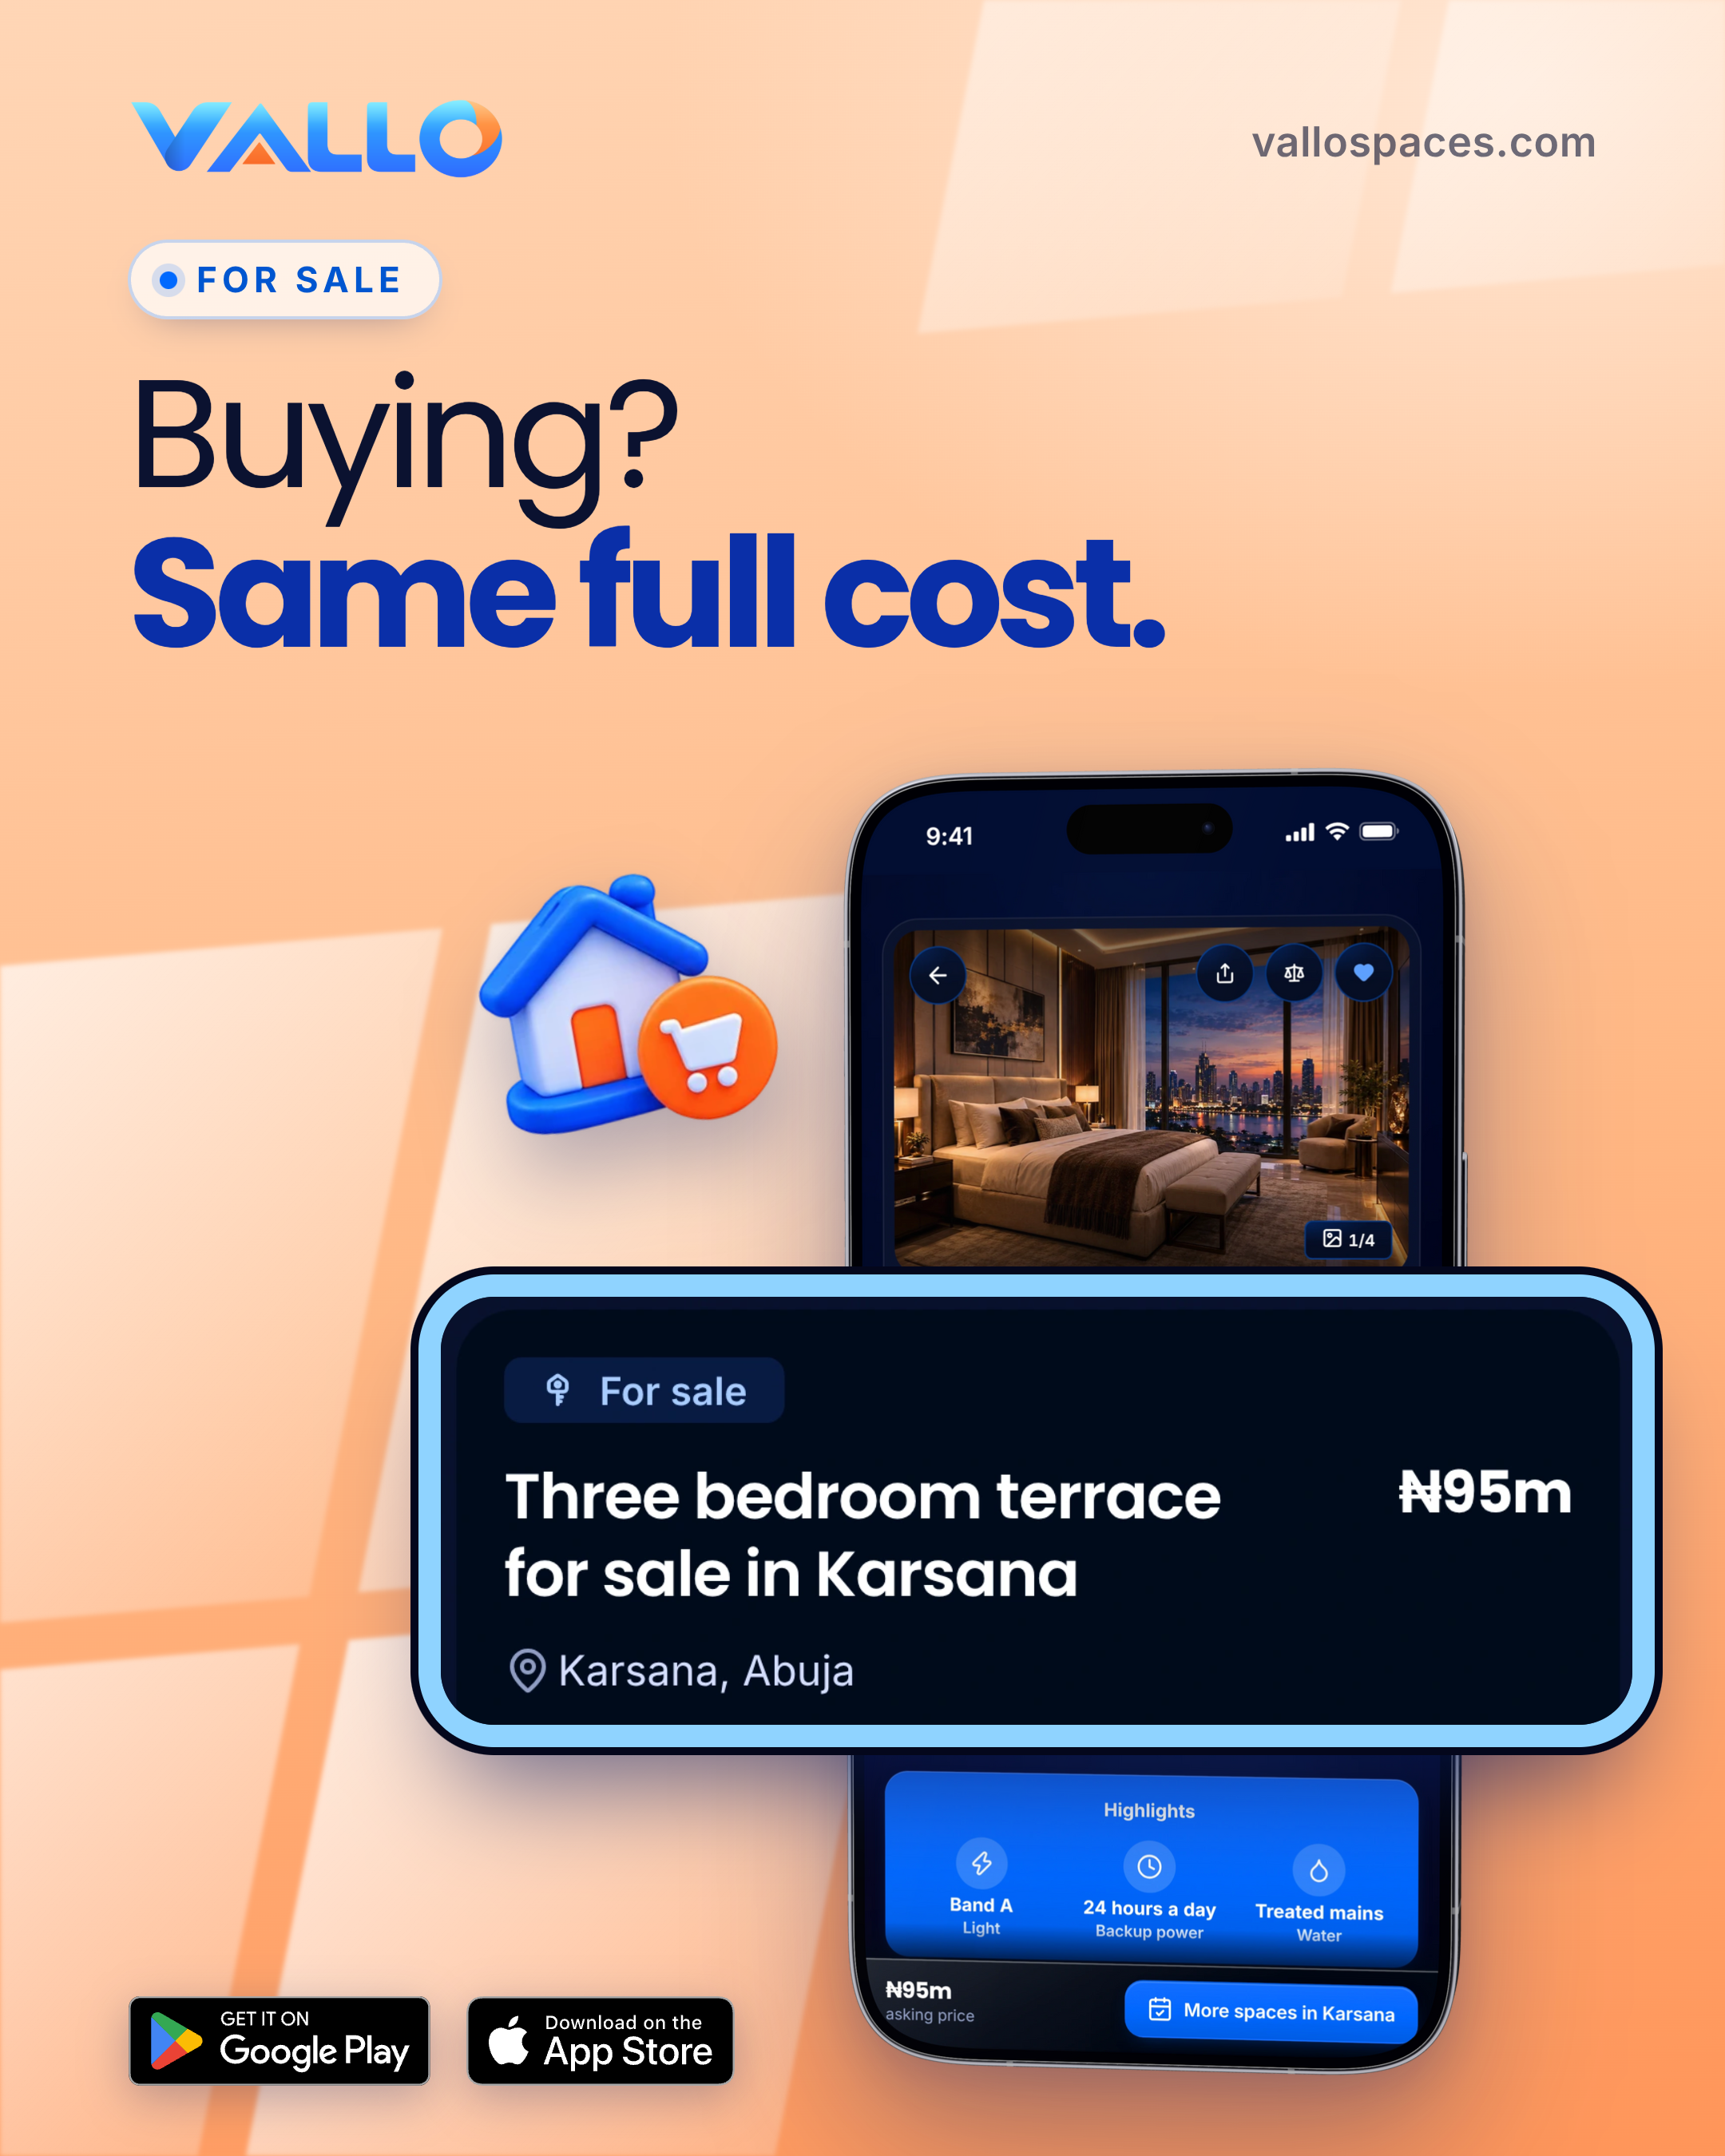 VALLO
vallospaces.com
FOR SALE
Buying?
Same full cost.
9:41
1/4
For sale
Three bedroom terrace
for sale in Karsana
₦95m
Karsana, Abuja
Highlights
Band A
Light
24 hours a day
Backup power
Treated mains
Water
₦95m
asking price
More spaces in Karsana
GET IT ON
Google Play
Download on the
App Store